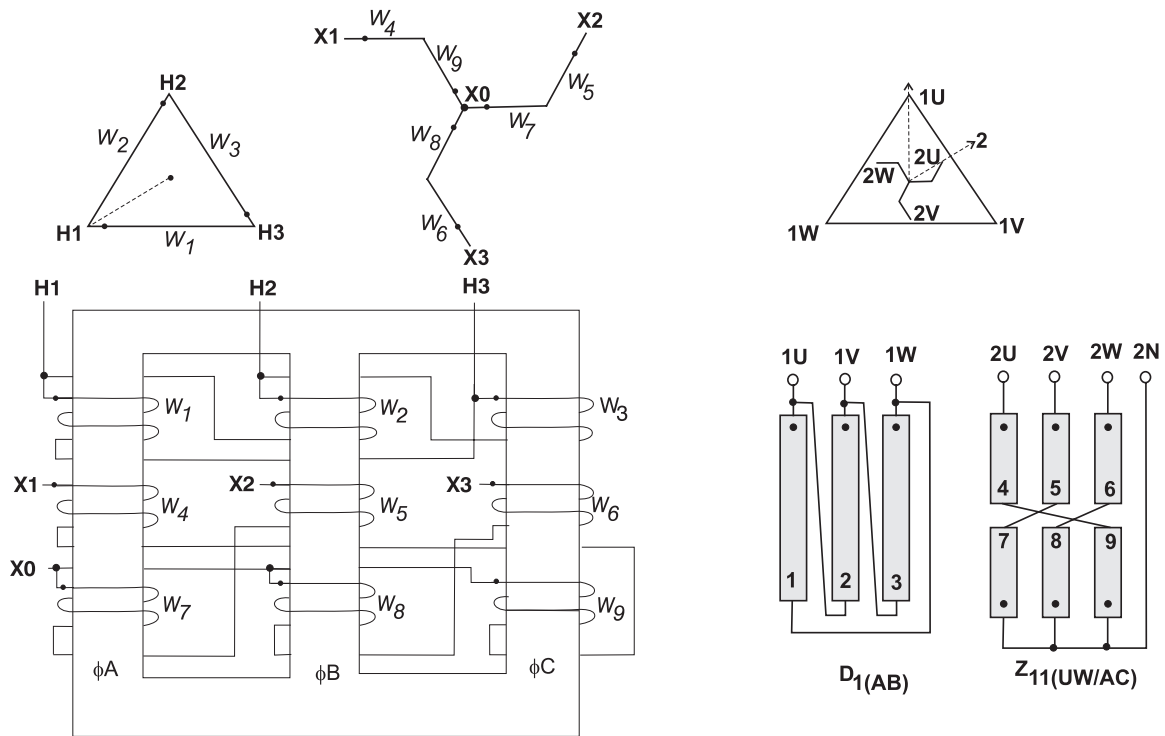 X1
W4
X2
W9
X0
W5
H2
W7
W2
W3
W8
H1
W1
H3
W6
X3
1U
2
2U
2W
2V
1W
1V
H1
H2
H3
W1
W2
W3
X1
X2
X3
W4
W5
W6
X0
W7
W8
W9
ϕA
ϕB
ϕC
1U 1V 1W
2U 2V 2W 2N
4 5 6
7 8 9
1 2 3
D1(AB)
Z11(UW/AC)